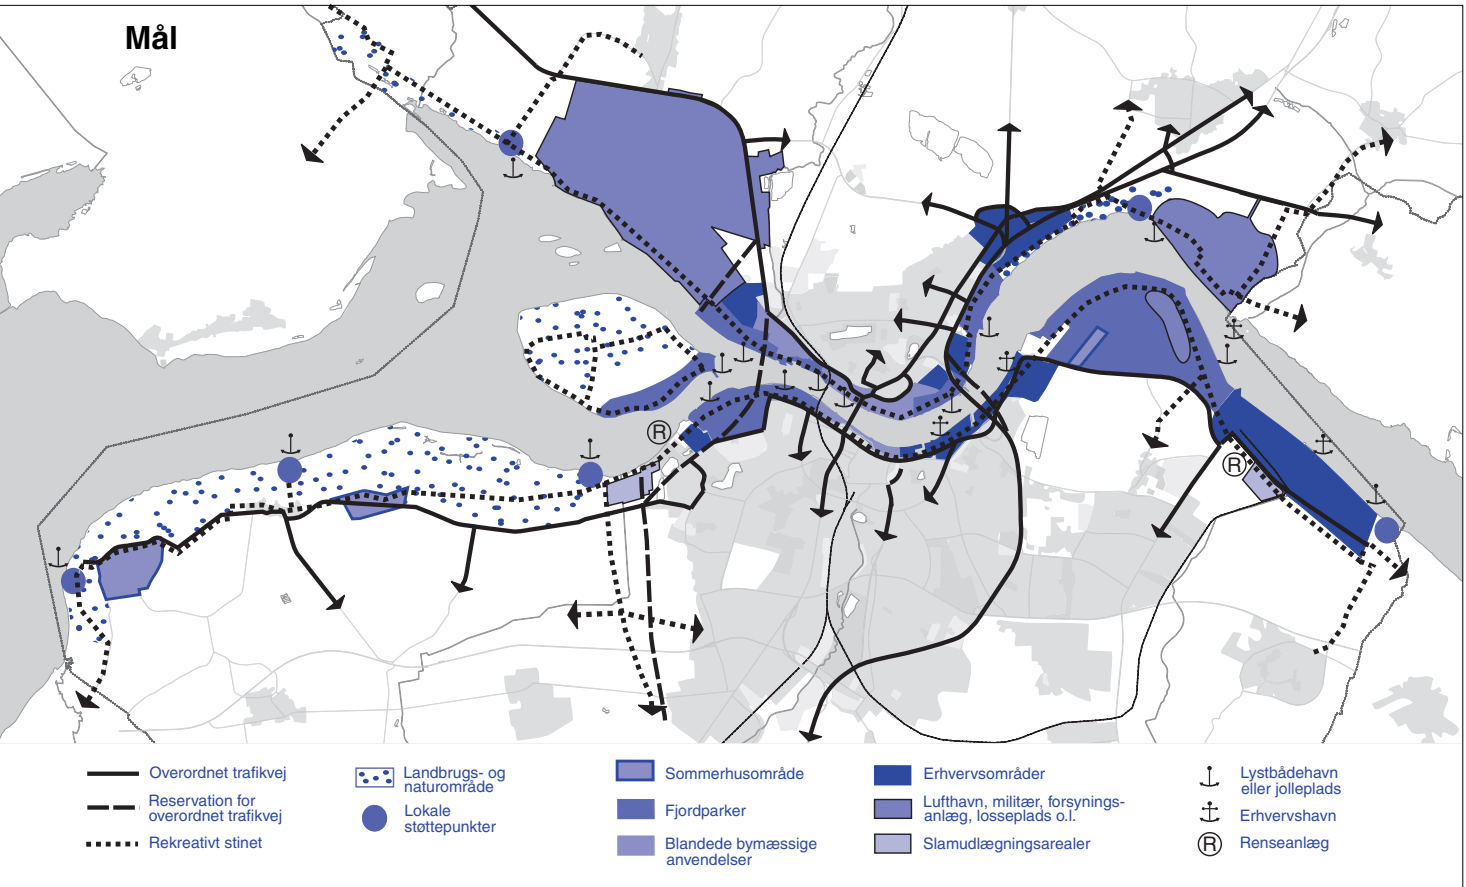 Mål
R
R
Overordnet trafikvej
Reservation for
overordnet trafikvej
Rekreativt stinet
Landbrugs- og
naturområde
Lokale
støttepunkter
Sommerhusområde
Fjordparker
Blandede bymæssige
anvendelser
Erhvervsområder
Lufthavn, militær, forsynings-
anlæg, losseplads o.l.
Slamudlægningsarealer
Lystbådehavn
eller jolleplads
Erhvervshavn
R
Renseanlæg